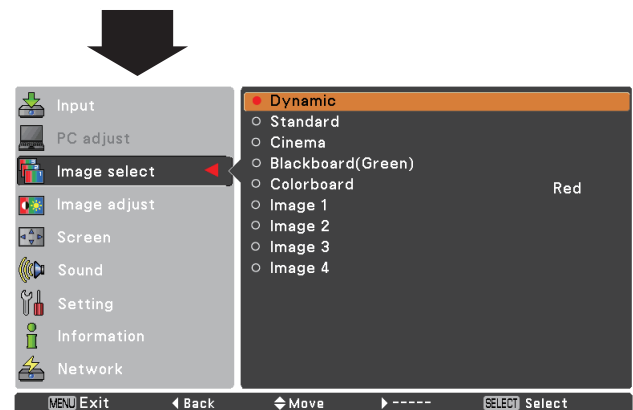 Input
PC adjust
Image select
Image adjust
Screen
Sound
Setting
Information
Network
Dynamic
Standard
Cinema
Blackboard(Green)
Colorboard Red
Image 1
Image 2
Image 3
Image 4
MENU Exit Back Move ----- SELECT Select